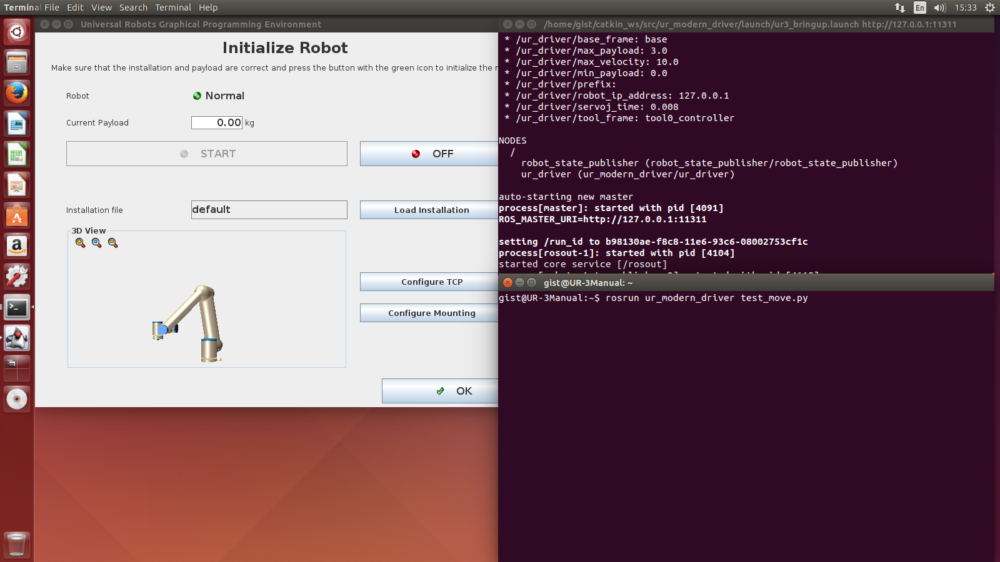 Terminal File Edit View Search Terminal Help
En 15:33
Universal Robots Graphical Programming Environment
Initialize Robot
Make sure that the installation and payload are correct and press the button with the green icon to initialize the
Robot
Normal
Current Payload
0.00 kg
START
OFF
Installation file
default
Load Installation
3D View
Configure TCP
Configure Mounting
OK
/home/gist/catkin_ws/src/ur_modern_driver/launch/ur3_bringup.launch http://127.0.0.1:11311
* /ur_driver/base_frame: base
* /ur_driver/max_payload: 3.0
* /ur_driver/max_velocity: 10.0
* /ur_driver/min_payload: 0.0
* /ur_driver/prefix:
* /ur_driver/robot_ip_address: 127.0.0.1
* /ur_driver/servoj_time: 0.008
* /ur_driver/tool_frame: tool0_controller
NODES
/
robot_state_publisher (robot_state_publisher/robot_state_publisher)
ur_driver (ur_modern_driver/ur_driver)
auto-starting new master
process[master]: started with pid [4091]
ROS_MASTER_URI=http://127.0.0.1:11311
setting /run_id to b98130ae-f8c8-11e6-93c6-08002753cf1c
process[rosout-1]: started with pid [4104]
started core service [/rosout]
gist@UR-3Manual: ~
gist@UR-3Manual:~$ rosrun ur_modern_driver test_move.py